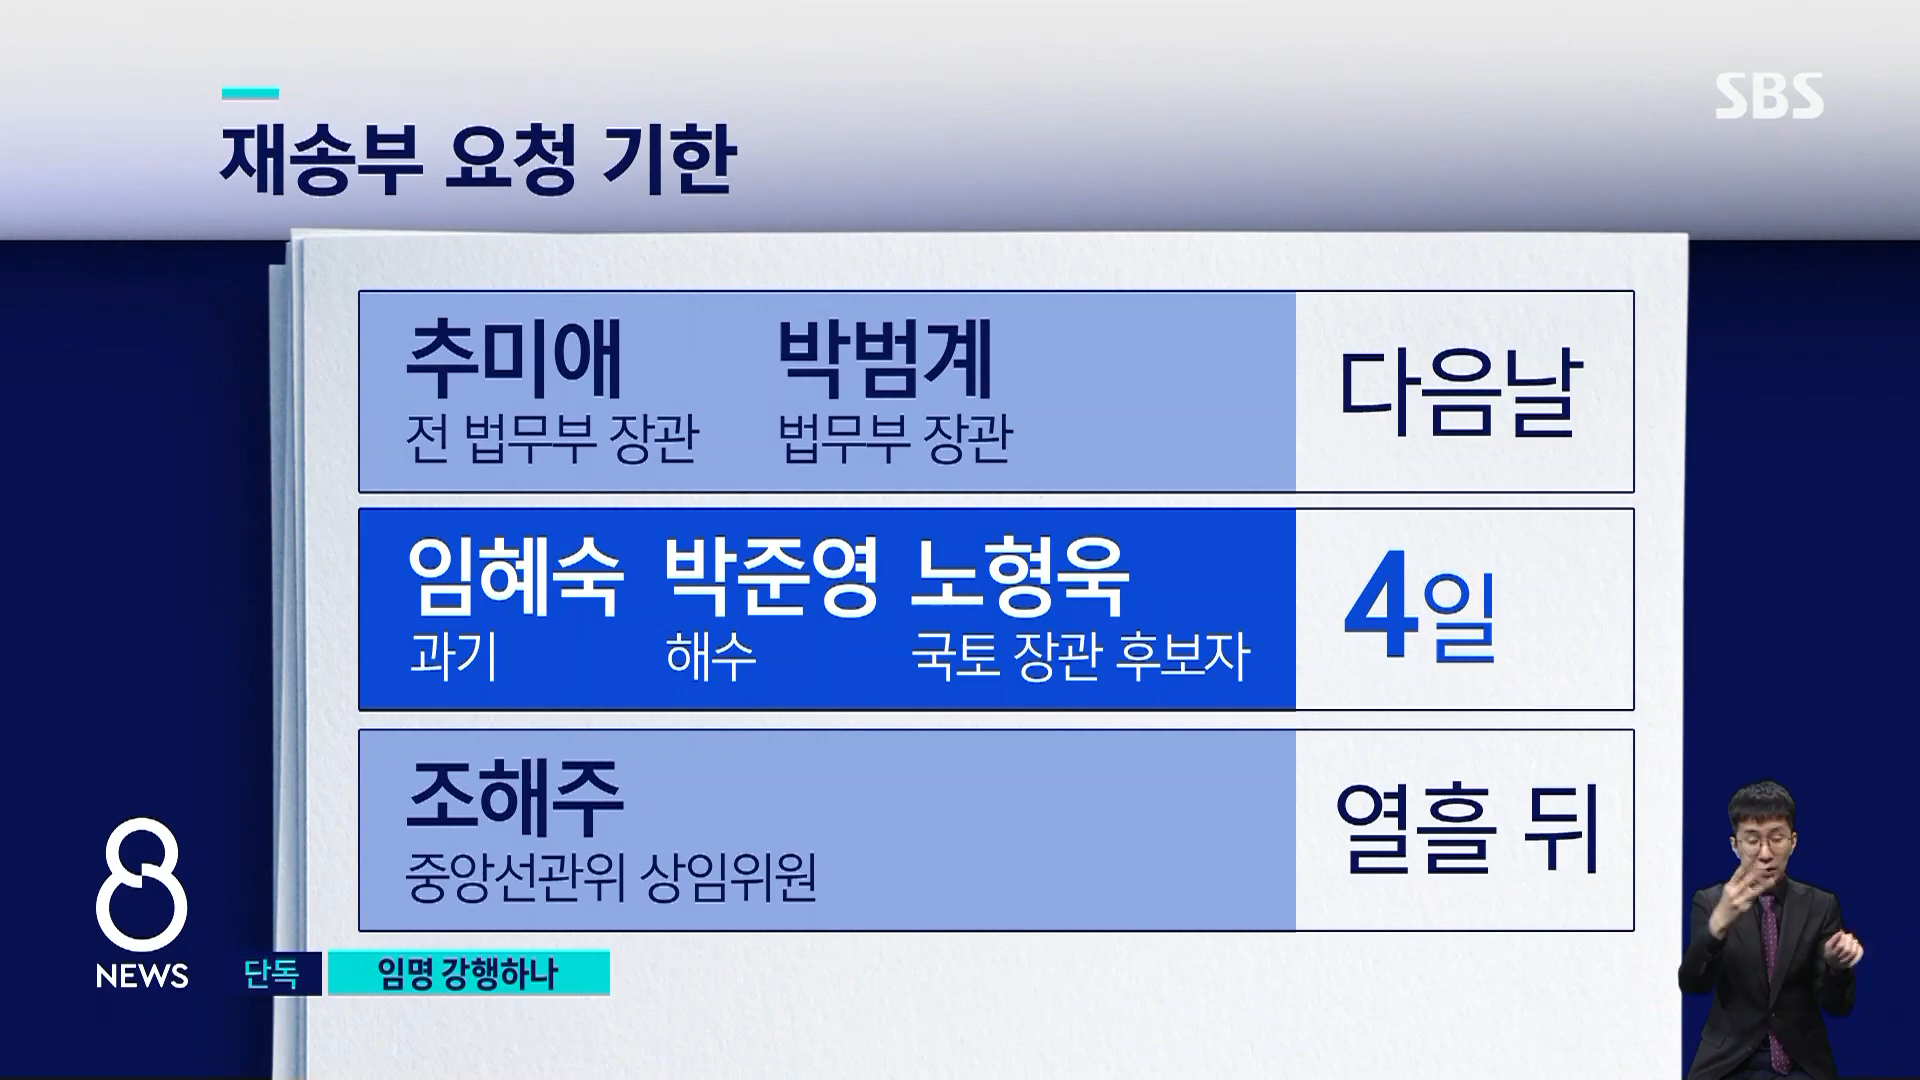 SBS
재송부 요청 기한
추미애 박범계 다음날
전 법무부 장관 법무부 장관
임혜숙 박준영 노형욱 4일
과기 해수 국토 장관 후보자
조해주 열흘 뒤
중앙선관위 상임위원
8
NEWS
단독 임명 강행하나